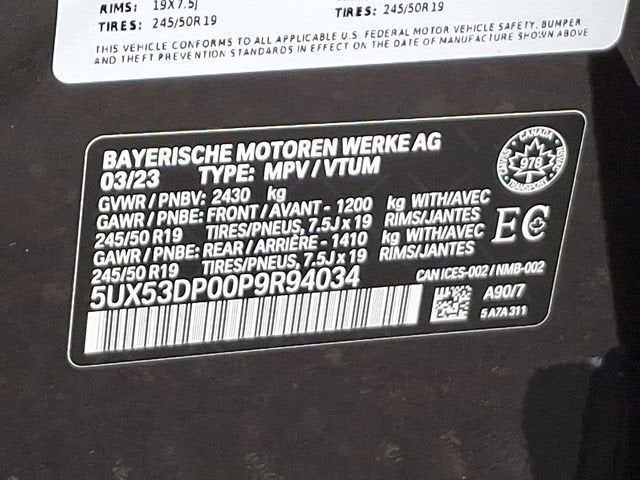 RIMS: 19X7.5J
TIRES: 245/50R19 TIRES: 245/50R19
THIS VEHICLE CONFORMS TO ALL APPLICABLE U.S. FEDERAL MOTOR VEHICLE SAFETY, BUMPER
AND THEFT PREVENTION STANDARDS IN EFFECT ON THE DATE OF MANUFACTURE SHOWN ABOVE
BAYERISCHE MOTOREN WERKE AG
03/23 TYPE: MPV / VTUM
GVWR / PNBV: 2430 kg
GAWR / PNBE: FRONT / AVANT - 1200 kg WITH/AVEC
245/50 R19 TIRES/PNEUS, 7.5J x 19 RIMS/JANTES
GAWR / PNBE: REAR / ARRIÈRE - 1410 kg WITH/AVEC
245/50 R19 TIRES/PNEUS, 7.5J x 19 RIMS/JANTES
5UX53DP00P9R94034
CANADA
978
TRANSPORT
EC
CAN ICES-002 / NMB-002
A90/7
5A7A311